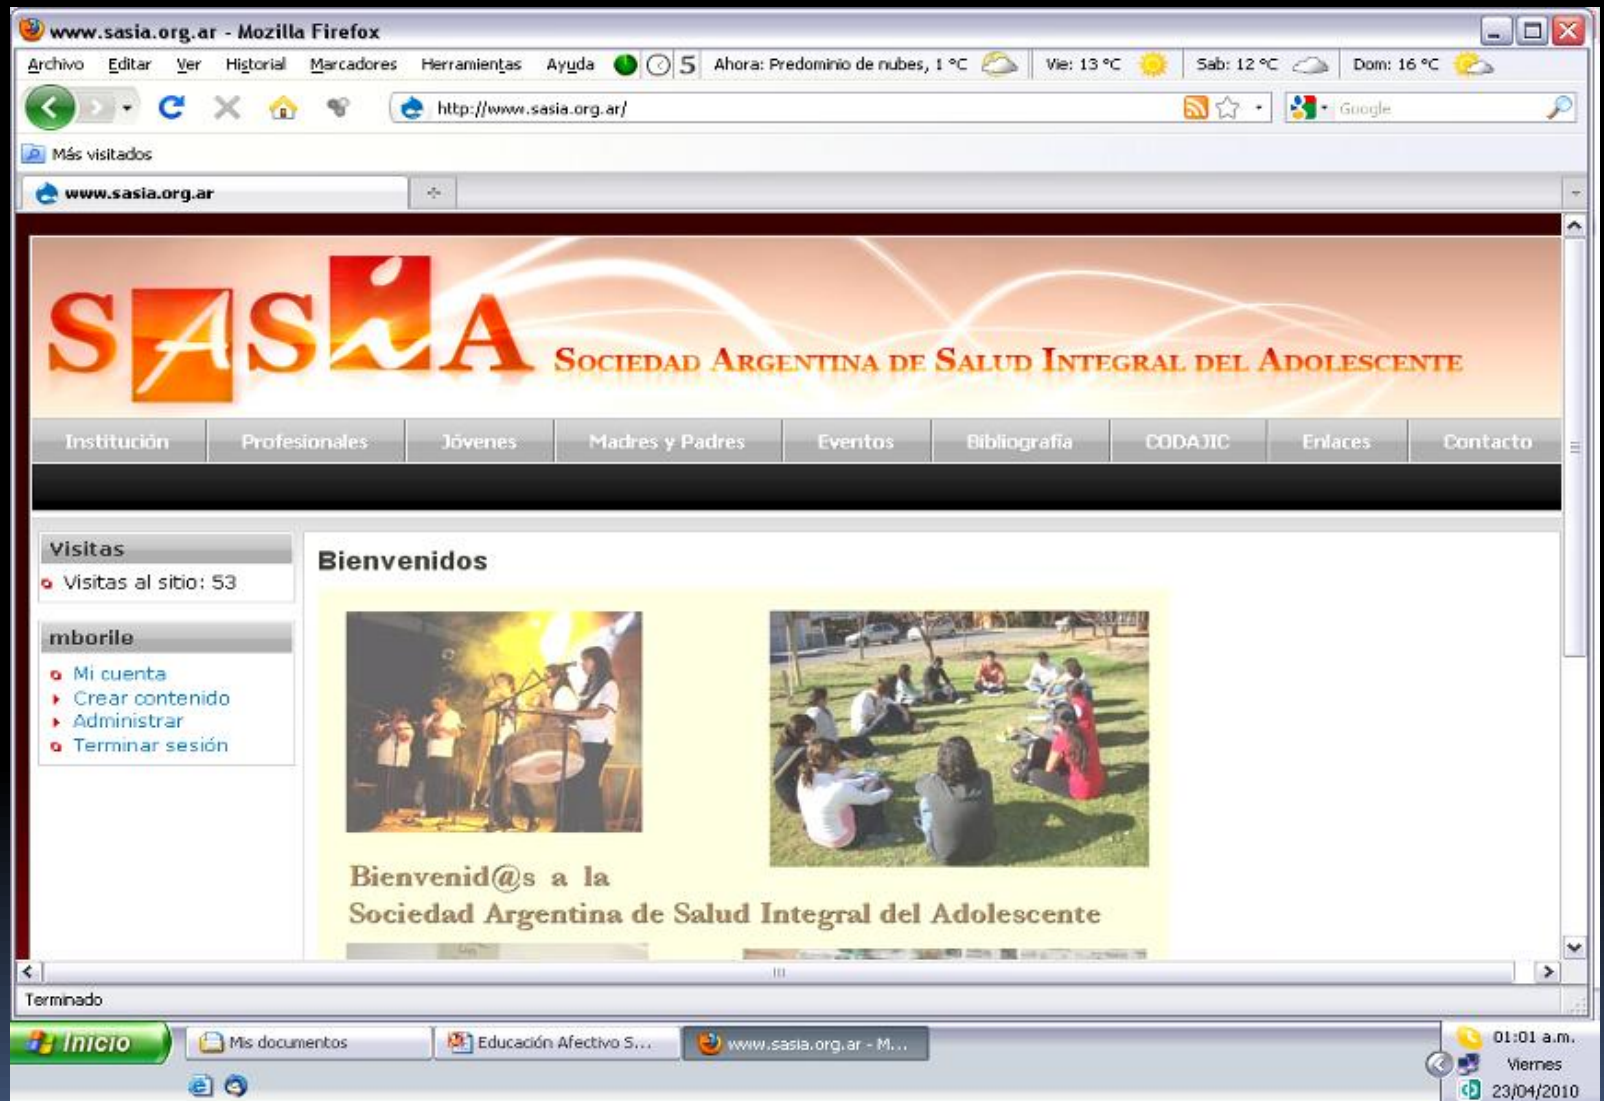 www.sasia.org.ar - Mozilla Firefox
Archivo Editar Ver Historial Marcadores Herramientas Ayuda 5 Ahora: Predominio de nubes, 1 °C Vie: 13 °C Sab: 12 °C Dom: 16 °C
http://www.sasia.org.ar/ Google
Más visitados
www.sasia.org.ar
SASiA SOCIEDAD ARGENTINA DE SALUD INTEGRAL DEL ADOLESCENTE
Institución Profesionales Jóvenes Madres y Padres Eventos Bibliografía CODAJIC Enlaces Contacto
Visitas
Visitas al sitio: 53
mborile
Mi cuenta
Crear contenido
Administrar
Terminar sesión
Bienvenidos
Bienvenid@s a la
Sociedad Argentina de Salud Integral del Adolescente
Terminado
Inicio Mis documentos Educación Afectivo S... www.sasia.org.ar - M... 01:01 a.m.
Viernes
23/04/2010